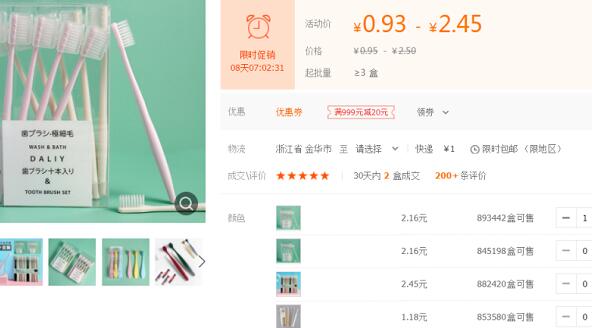 歯ブラシ·極細毛
WASH & BATH
DALIY
歯ブラシ十本入り
&
TOOTH BRUSH SET
限时促销
08天07:02:31
活动价
¥0.93 - ¥2.45
价格
¥0.95 - ¥2.50
起批量
≥3 盒
优惠
优惠券
满999元减20元
领券
物流
浙江省 金华市 至 请选择
快递 ¥1
限时包邮（限地区）
成交\评价
30天内 2 盒成交
200+ 条评价
颜色
2.16元 893442盒可售 1
2.16元 845198盒可售 0
2.45元 882420盒可售 0
1.18元 853580盒可售 0